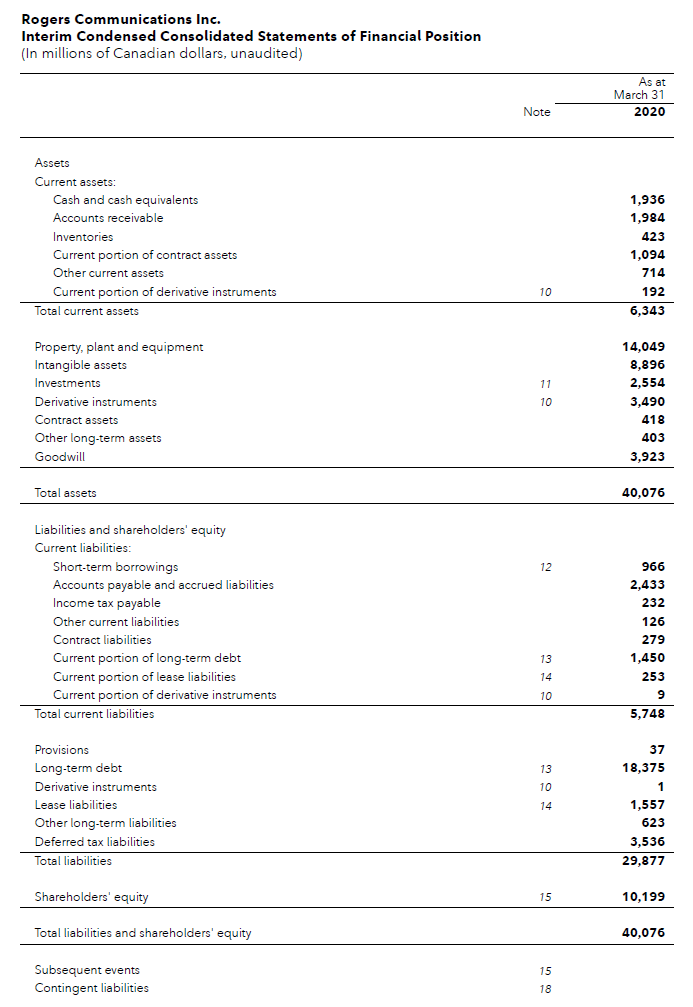 Rogers Communications Inc.
Interim Condensed Consolidated Statements of Financial Position
(In millions of Canadian dollars, unaudited)
As at
March 31
Note 2020
Assets
Current assets:
Cash and cash equivalents 1,936
Accounts receivable 1,984
Inventories 423
Current portion of contract assets 1,094
Other current assets 714
Current portion of derivative instruments 10 192
Total current assets 6,343
Property, plant and equipment 14,049
Intangible assets 8,896
Investments 11 2,554
Derivative instruments 10 3,490
Contract assets 418
Other long-term assets 403
Goodwill 3,923
Total assets 40,076
Liabilities and shareholders' equity
Current liabilities:
Short-term borrowings 12 966
Accounts payable and accrued liabilities 2,433
Income tax payable 232
Other current liabilities 126
Contract liabilities 279
Current portion of long-term debt 13 1,450
Current portion of lease liabilities 14 253
Current portion of derivative instruments 10 9
Total current liabilities 5,748
Provisions 37
Long-term debt 13 18,375
Derivative instruments 10 1
Lease liabilities 14 1,557
Other long-term liabilities 623
Deferred tax liabilities 3,536
Total liabilities 29,877
Shareholders' equity 15 10,199
Total liabilities and shareholders' equity 40,076
Subsequent events 15
Contingent liabilities 18